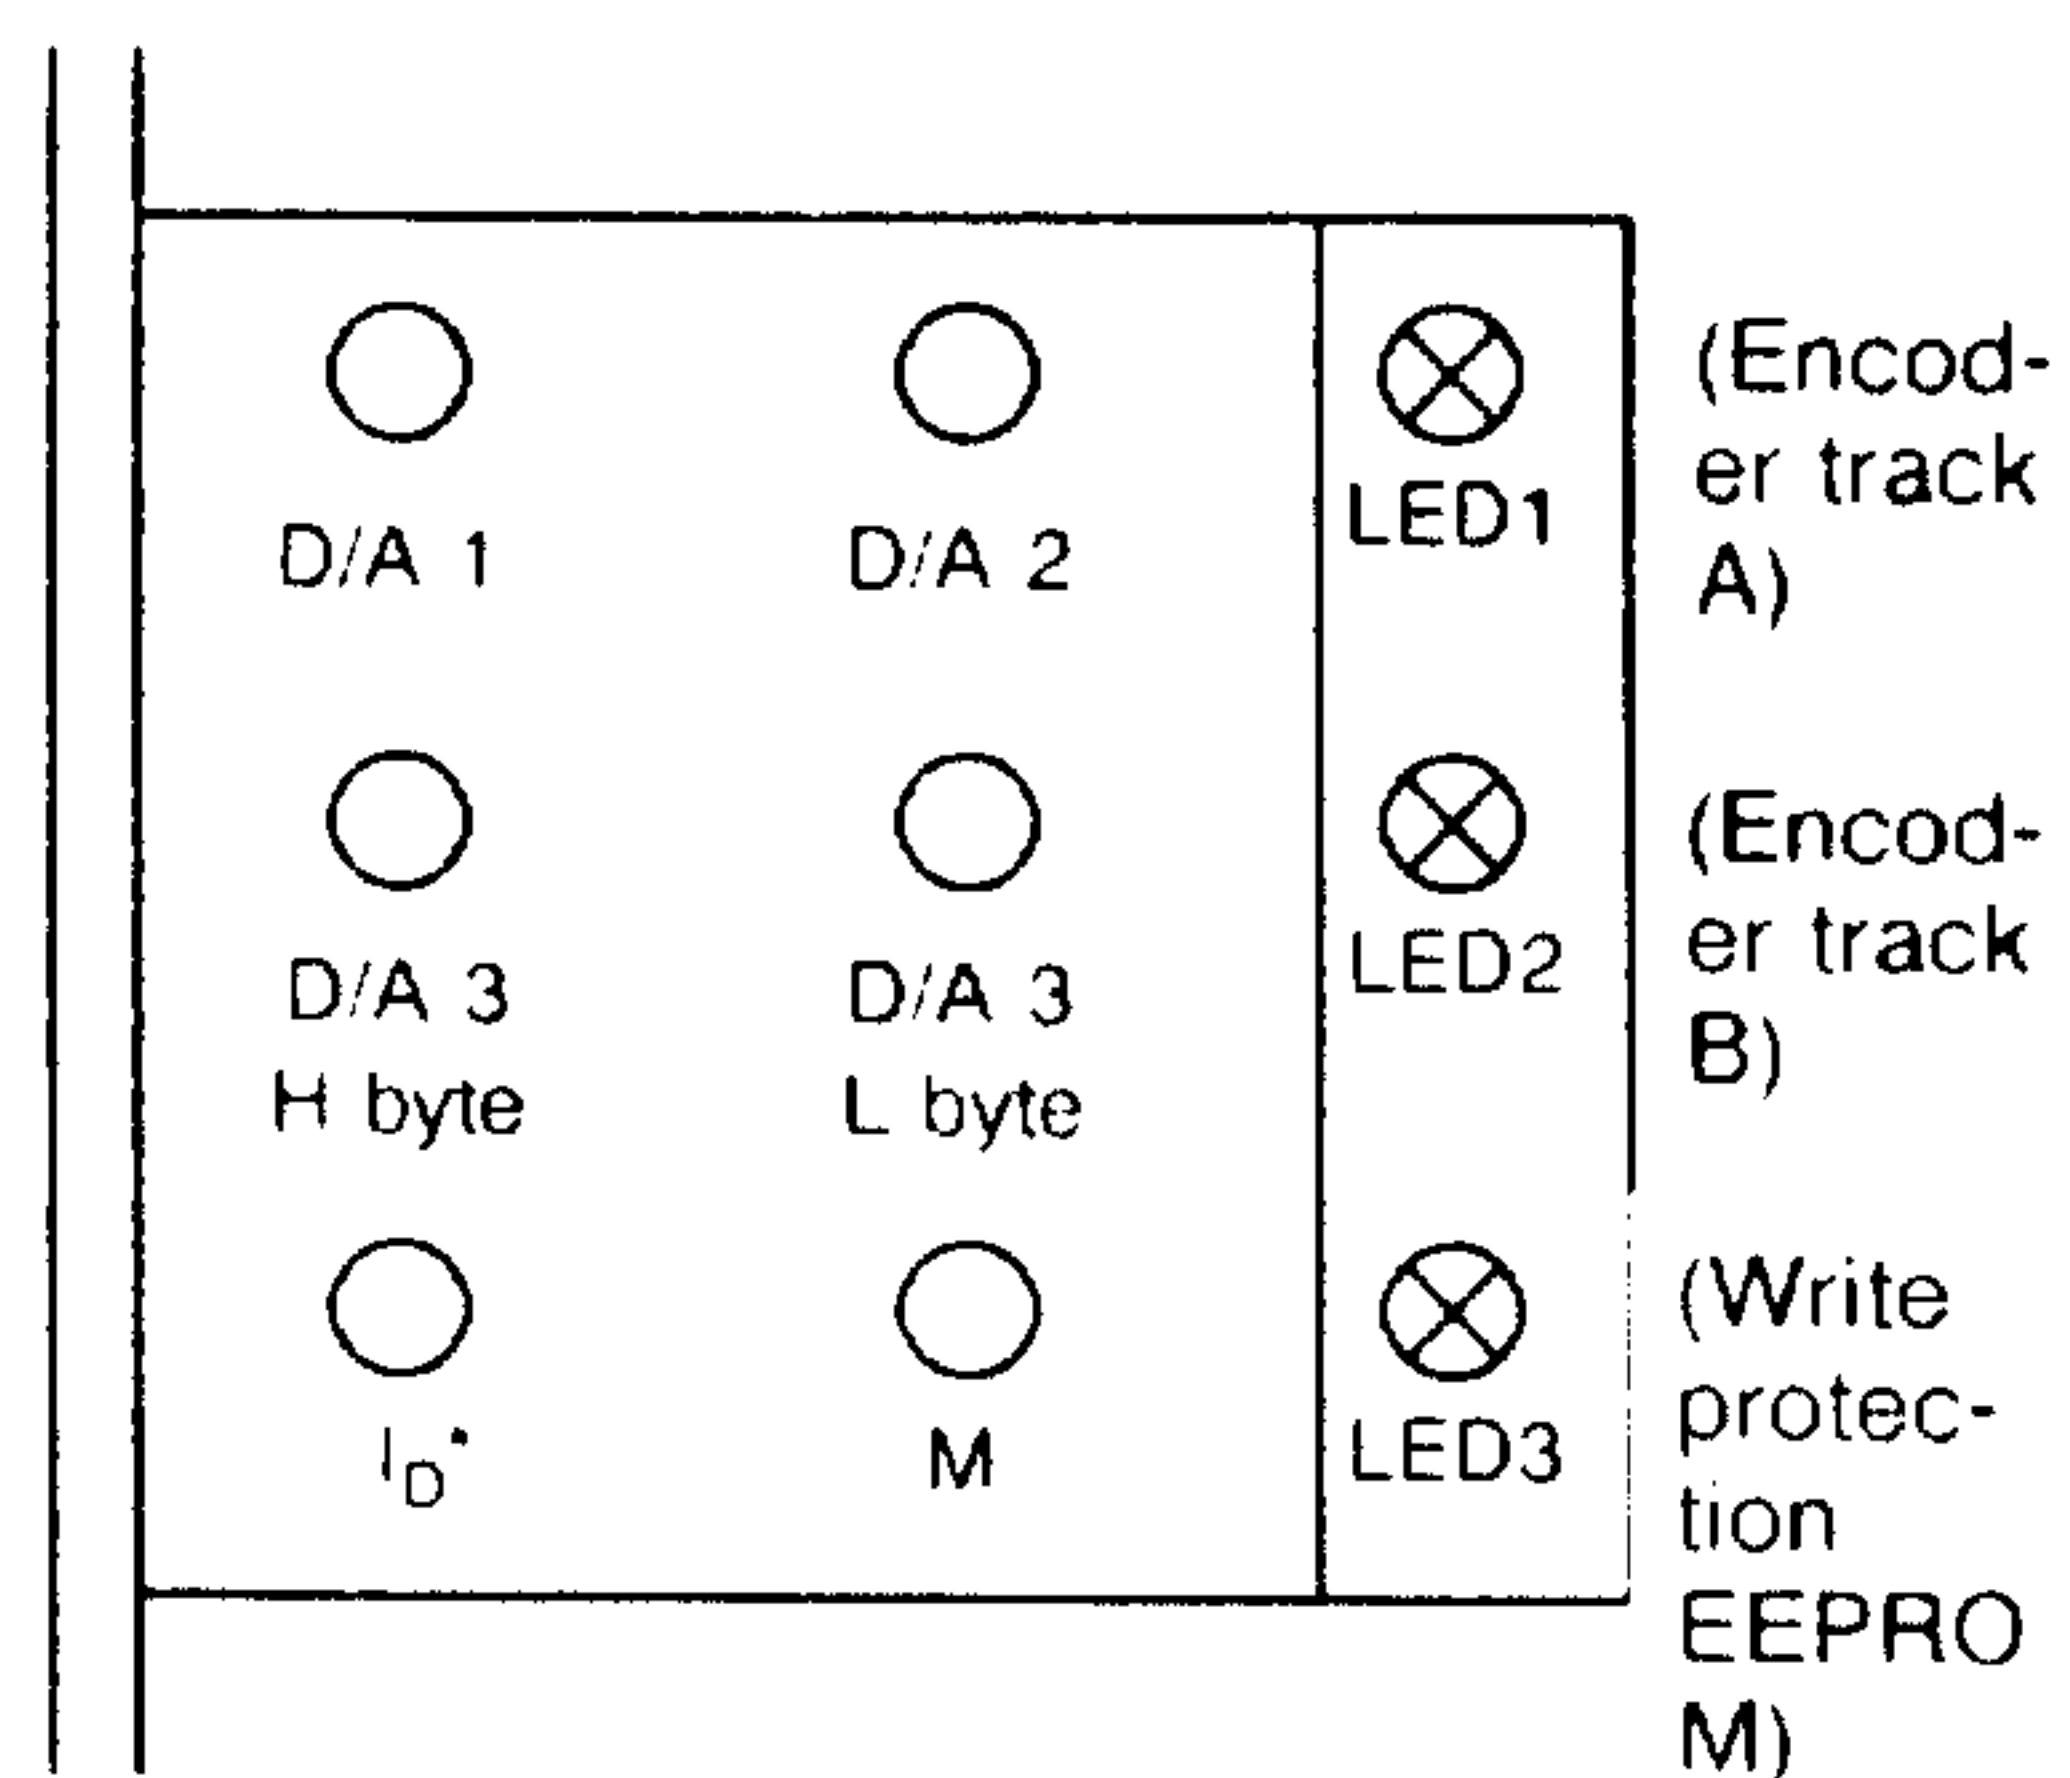 D/A 1
D/A 2
LED1
(Encod-
er track
A)
D/A 3
H byte
D/A 3
L byte
LED2
(Encod-
er track
B)
I_D*
M
LED3
(Write
protec-
tion
EEPRO
M)